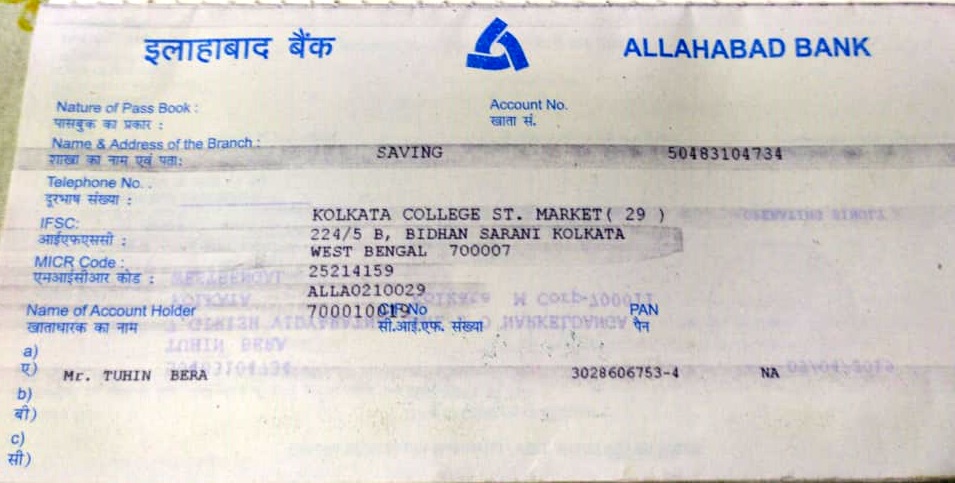 इलाहाबाद बैंक ALLAHABAD BANK
Nature of Pass Book : Account No.
पासबुक का प्रकार : खाता सं.
Name & Address of the Branch :
शाखा का नाम एवं पता: SAVING 50483104734
Telephone No. .
दूरभाष संख्या :
KOLKATA COLLEGE ST. MARKET( 29 )
IFSC: 224/5 B, BIDHAN SARANI KOLKATA
आईएफएससी : WEST BENGAL 700007
MICR Code : 25214159
एमआईसीआर कोड : ALLA0210029
Name of Account Holder 700010019 CIF No PAN
खाताधारक का नाम सी.आई.एफ. संख्या पैन
a)
ए) Mr. TUHIN BERA 3028606753-4 NA
b)
बी)
c)
सी)